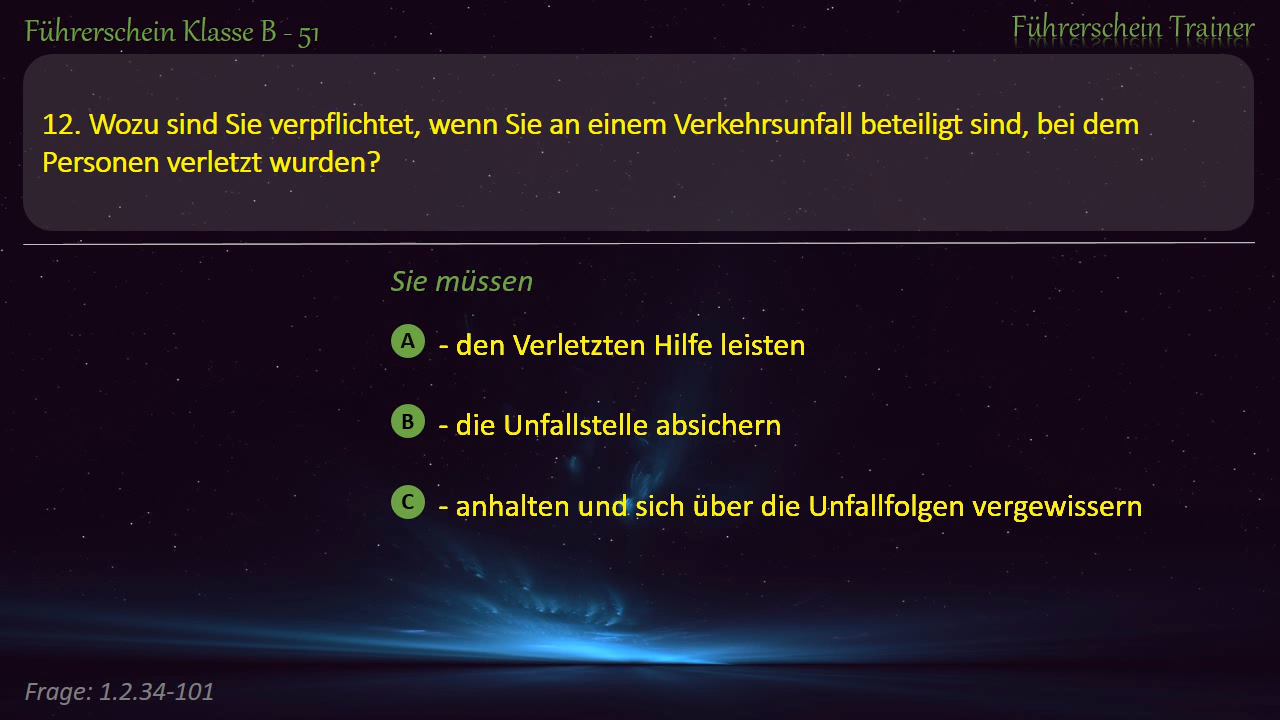 Führerschein Klasse B - 51
Führerschein Trainer
12. Wozu sind Sie verpflichtet, wenn Sie an einem Verkehrsunfall beteiligt sind, bei dem
Personen verletzt wurden?
Sie müssen
A - den Verletzten Hilfe leisten
B - die Unfallstelle absichern
C - anhalten und sich über die Unfallfolgen vergewissern
Frage: 1.2.34-101